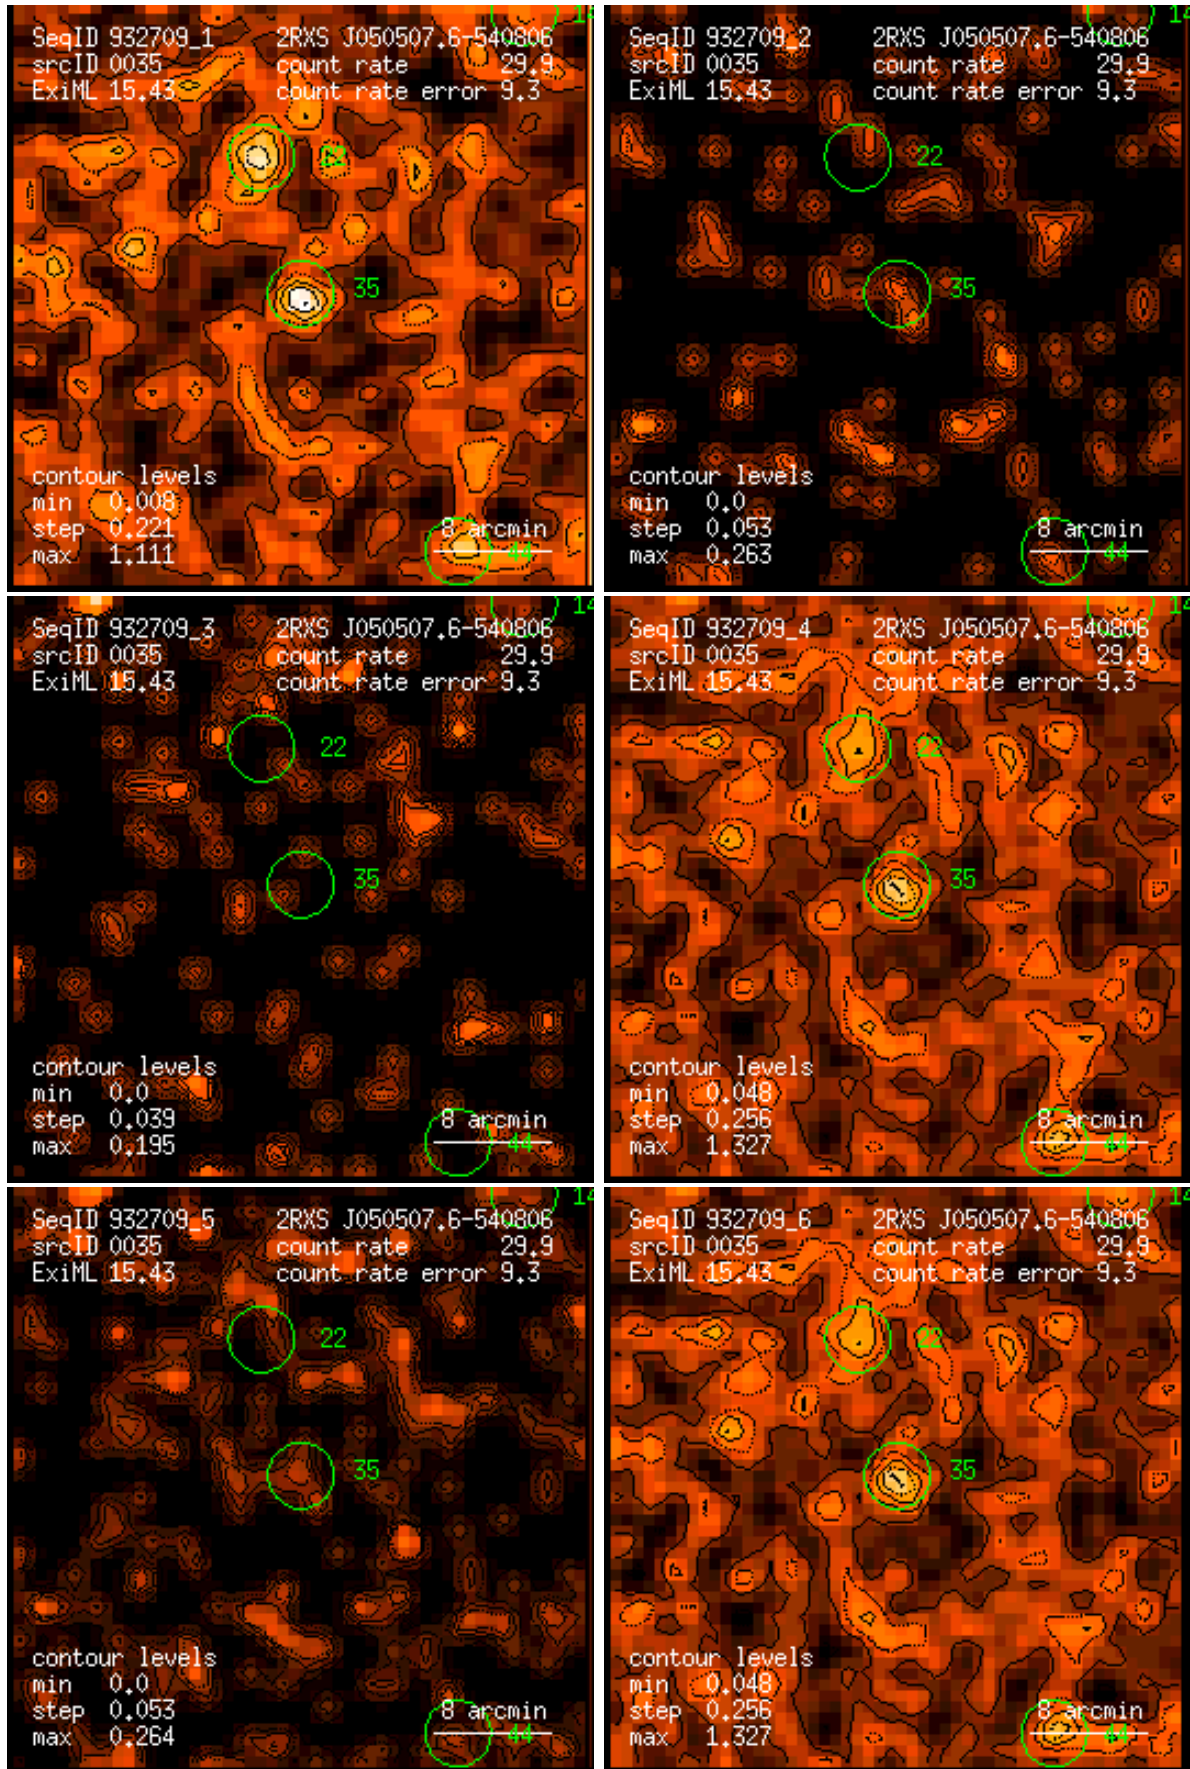 14
SeqID 932709_1 2RXS J050507.6-540806
srcID 0035 count rate 29.9
ExiML 15.43 count rate error 9.3
22
35
contour levels
min 0.008
step 0.221 8 arcmin
max 1.111 44
14
SeqID 932709_2 2RXS J050507.6-540806
srcID 0035 count rate 29.9
ExiML 15.43 count rate error 9.3
22
35
contour levels
min 0.0
step 0.053 8 arcmin
max 0.263 44
14
SeqID 932709_3 2RXS J050507.6-540806
srcID 0035 count rate 29.9
ExiML 15.43 count rate error 9.3
22
35
contour levels
min 0.0
step 0.039 8 arcmin
max 0.195 44
14
SeqID 932709_4 2RXS J050507.6-540806
srcID 0035 count rate 29.9
ExiML 15.43 count rate error 9.3
22
35
contour levels
min 0.048
step 0.256 8 arcmin
max 1.327 44
14
SeqID 932709_5 2RXS J050507.6-540806
srcID 0035 count rate 29.9
ExiML 15.43 count rate error 9.3
22
35
contour levels
min 0.0
step 0.053 8 arcmin
max 0.264 44
14
SeqID 932709_6 2RXS J050507.6-540806
srcID 0035 count rate 29.9
ExiML 15.43 count rate error 9.3
22
35
contour levels
min 0.048
step 0.256 8 arcmin
max 1.327 44